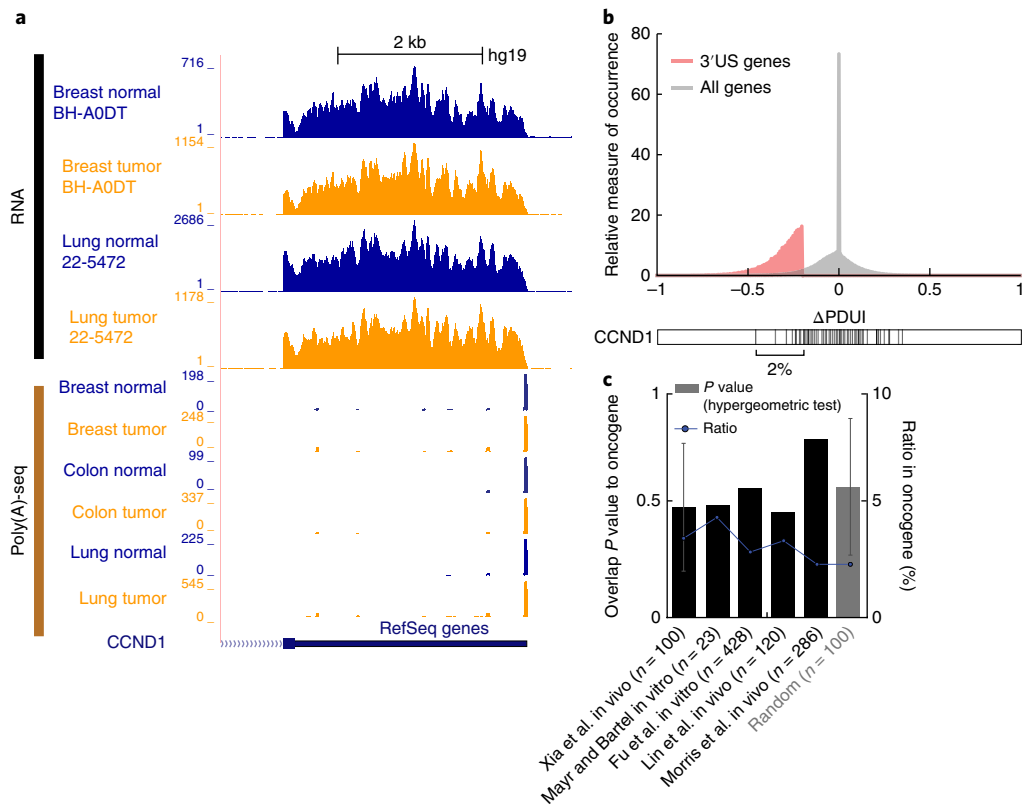 a
2 kb
hg19
RNA
Breast normal
BH-A0DT
716
1
Breast tumor
BH-A0DT
1154
1
Lung normal
22-5472
2686
1
Lung tumor
22-5472
1178
1
Poly(A)-seq
Breast normal
198
0
Breast tumor
248
0
Colon normal
99
0
Colon tumor
337
0
Lung normal
225
0
Lung tumor
545
0
RefSeq genes
CCND1
b
Relative measure of occurrence
80
60
40
20
0
3′US genes
All genes
−1
−0.5
0
0.5
1
ΔPDUI
CCND1
2%
c
P value
(hypergeometric test)
Ratio
Overlap P value to oncogene
1
0.5
0
Ratio in oncogene (%)
10
5
0
Xia et al. in vivo (n = 100)
Mayr and Bartel in vitro (n = 23)
Fu et al. in vitro (n = 428)
Lin et al. in vivo (n = 120)
Morris et al. in vivo (n = 286)
Random (n = 100)